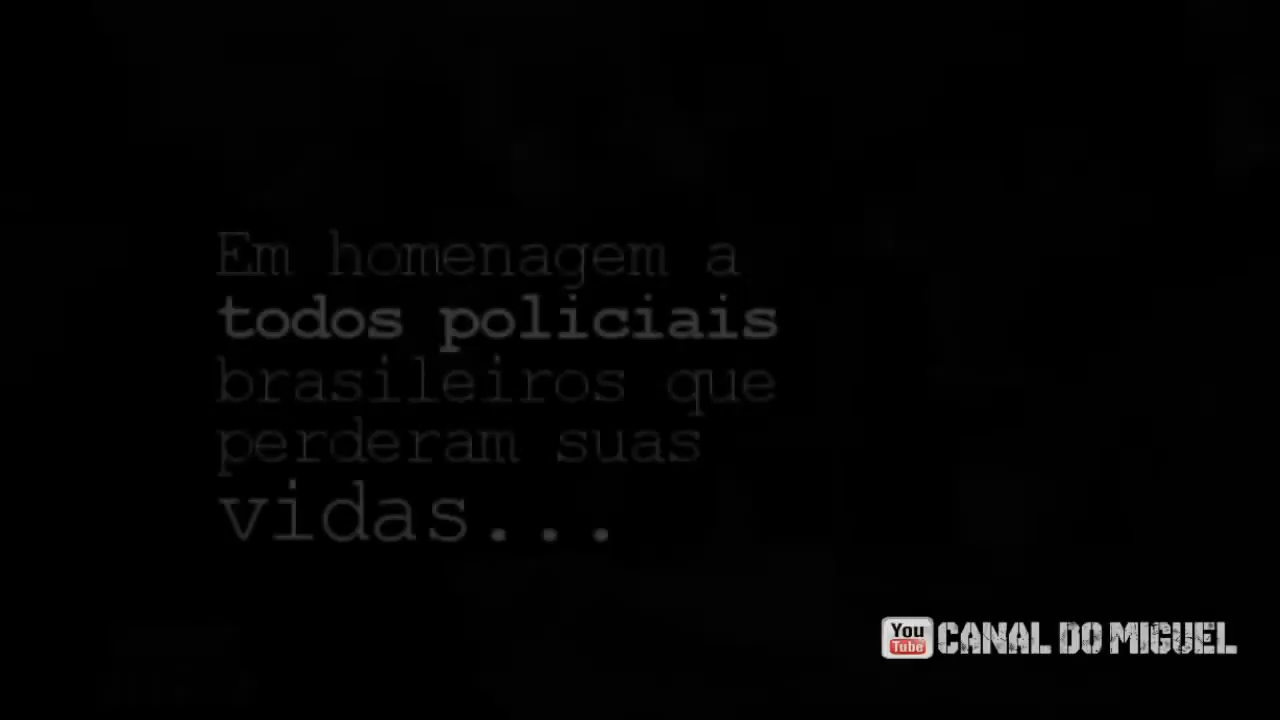 Em homenagem a
todos policiais
brasileiros que
perderam suas
vidas...
You
Tube
CANAL DO MIGUEL